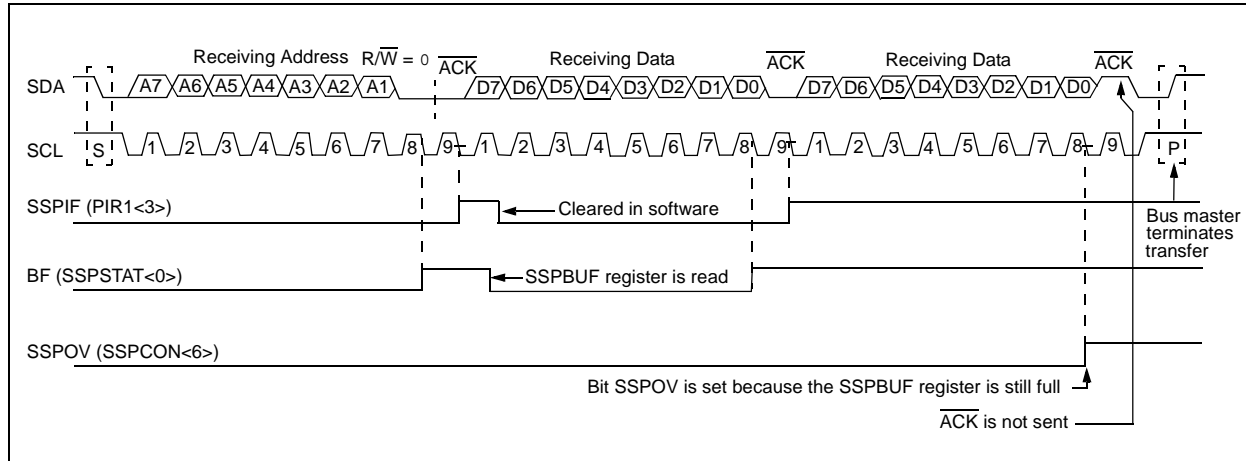 Receiving Address R/W̅ = 0 A̅C̅K̅ Receiving Data A̅C̅K̅ Receiving Data A̅C̅K̅
SDA A7 A6 A5 A4 A3 A2 A1 D7 D6 D5 D4 D3 D2 D1 D0 D7 D6 D5 D4 D3 D2 D1 D0
SCL S 1 2 3 4 5 6 7 8 9 1 2 3 4 5 6 7 8 9 1 2 3 4 5 6 7 8 9 P
SSPIF (PIR1<3>)
Cleared in software
Bus master
terminates
transfer
BF (SSPSTAT<0>)
SSPBUF register is read
SSPOV (SSPCON<6>)
Bit SSPOV is set because the SSPBUF register is still full
A̅C̅K̅ is not sent